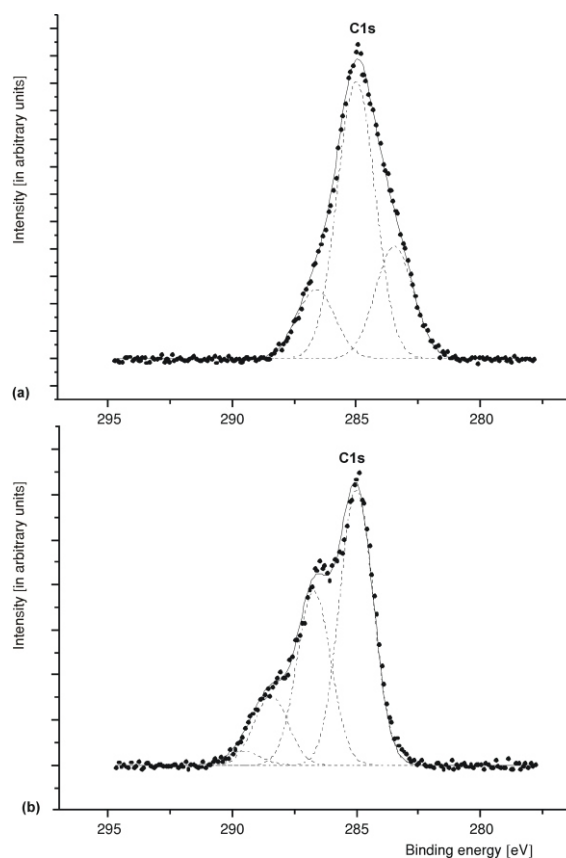 C1s
Intensity [in arbitrary units]
(a)
295 290 285 280
C1s
Intensity [in arbitrary units]
(b)
295 290 285 280
Binding energy [eV]